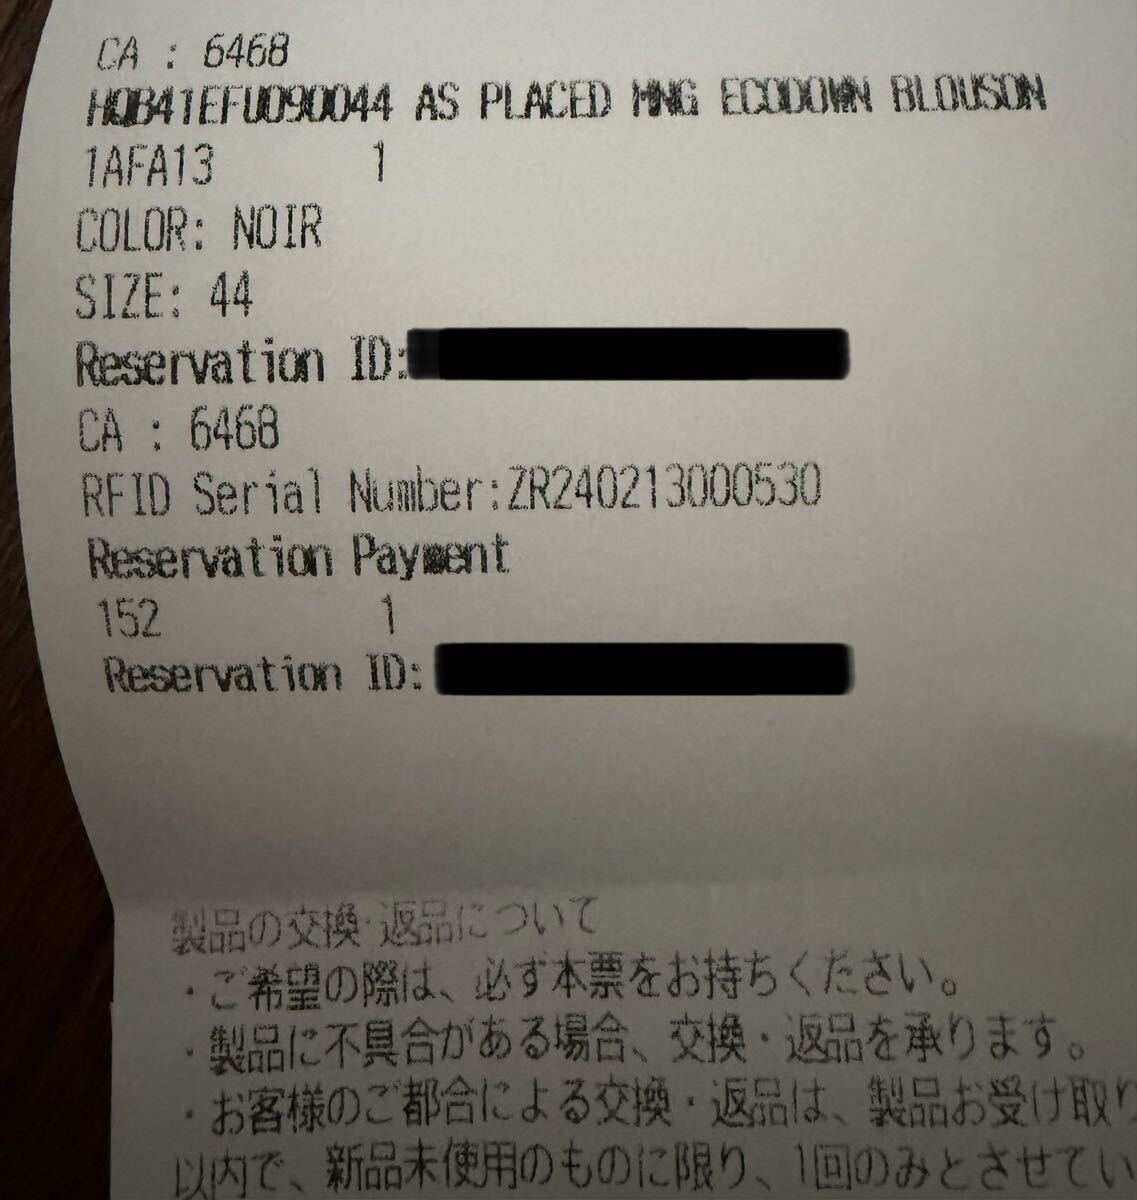 CA : 6468
HQB41EFU090044 AS PLACED MNG ECODOWN BLOUSON
1AFA13 1
COLOR: NOIR
SIZE: 44
Reservation ID:
CA : 6468
RFID Serial Number:ZR240213000530
Reservation Payment
152 1
Reservation ID:
製品の交換・返品について
・ご希望の際は、必ず本票をお持ちください。
・製品に不具合がある場合、交換・返品を承ります。
・お客様のご都合による交換・返品は、製品お受け取り
以内で、新品未使用のものに限り、1回のみとさせてい